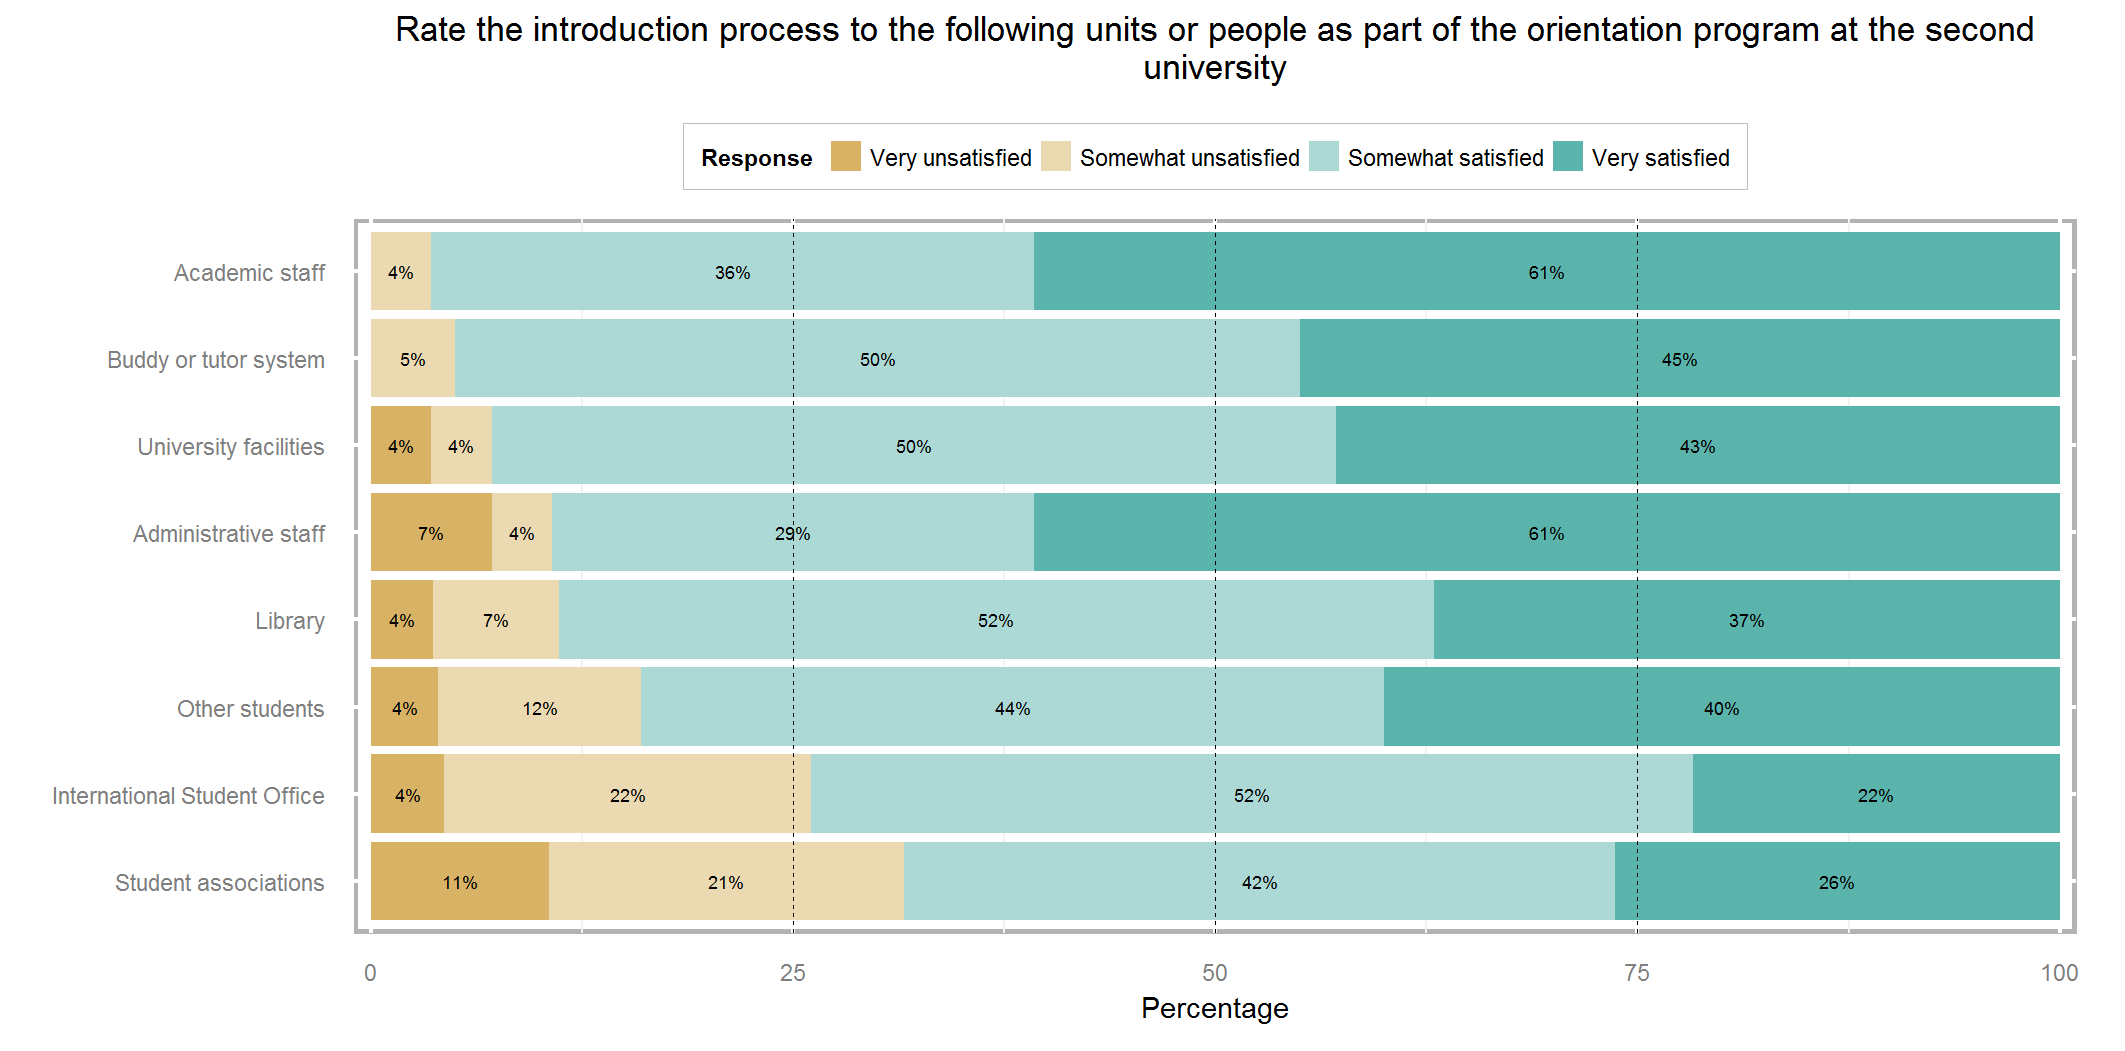 Rate the introduction process to the following units or people as part of the orientation program at the second
university
Response Very unsatisfied Somewhat unsatisfied Somewhat satisfied Very satisfied
Academic staff 4% 36% 61%
Buddy or tutor system 5% 50% 45%
University facilities 4% 4% 50% 43%
Administrative staff 7% 4% 29% 61%
Library 4% 7% 52% 37%
Other students 4% 12% 44% 40%
International Student Office 4% 22% 52% 22%
Student associations 11% 21% 42% 26%
0 25 50 75 100
Percentage